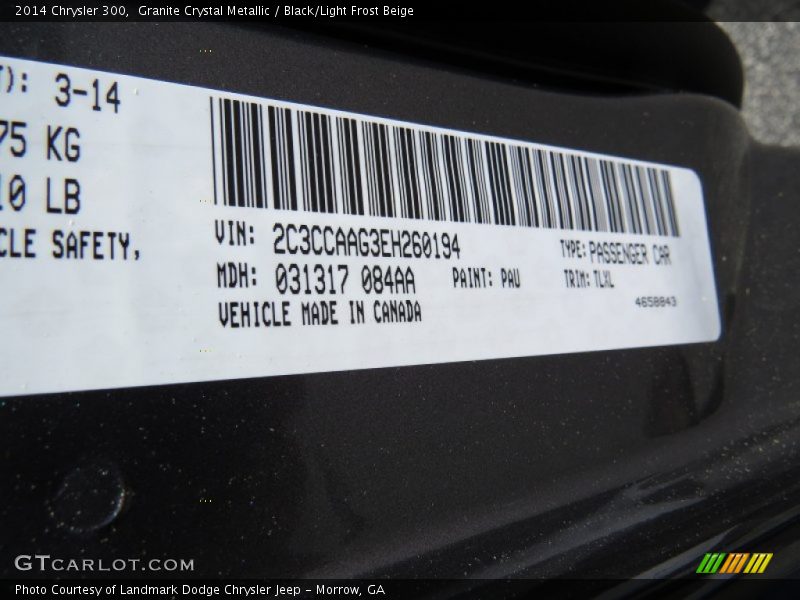 2014 Chrysler 300, Granite Crystal Metallic / Black/Light Frost Beige
T): 3-14
75 KG
10 LB
CLE SAFETY,
VIN: 2C3CCAAG3EH260194
TYPE: PASSENGER CAR
MDH: 031317 084AA
PAINT: PAU
TRIM: TLXL
VEHICLE MADE IN CANADA
4658843
GTCARLOT.COM
Photo Courtesy of Landmark Dodge Chrysler Jeep - Morrow, GA